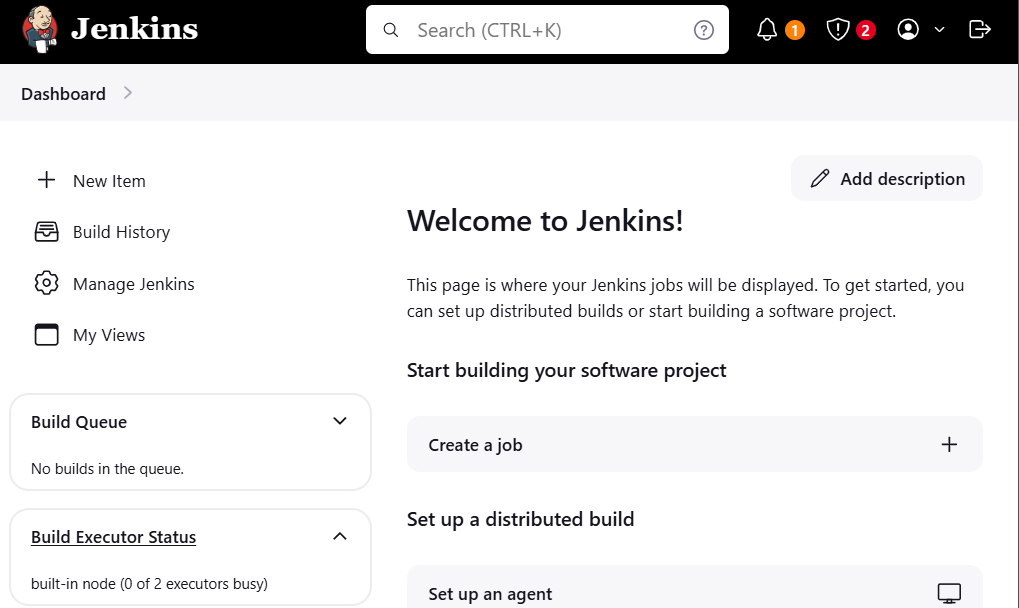 Jenkins
Search (CTRL+K)
?
1
2
Dashboard
New Item
Build History
Manage Jenkins
My Views
Build Queue
No builds in the queue.
Build Executor Status
built-in node (0 of 2 executors busy)
Add description
Welcome to Jenkins!
This page is where your Jenkins jobs will be displayed. To get started, you
can set up distributed builds or start building a software project.
Start building your software project
Create a job
Set up a distributed build
Set up an agent